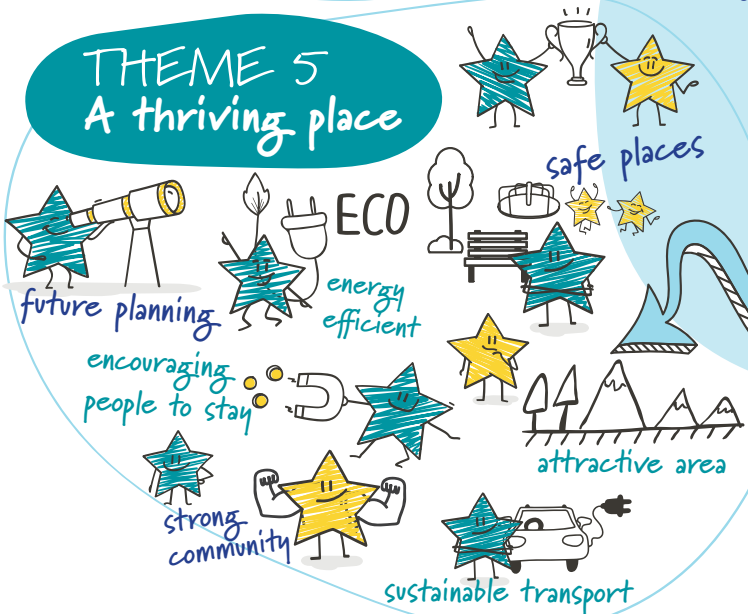 THEME 5
A thriving place
safe places
ECO
energy
efficient
future planning
encouraging
people to stay
attractive area
strong
community
sustainable transport